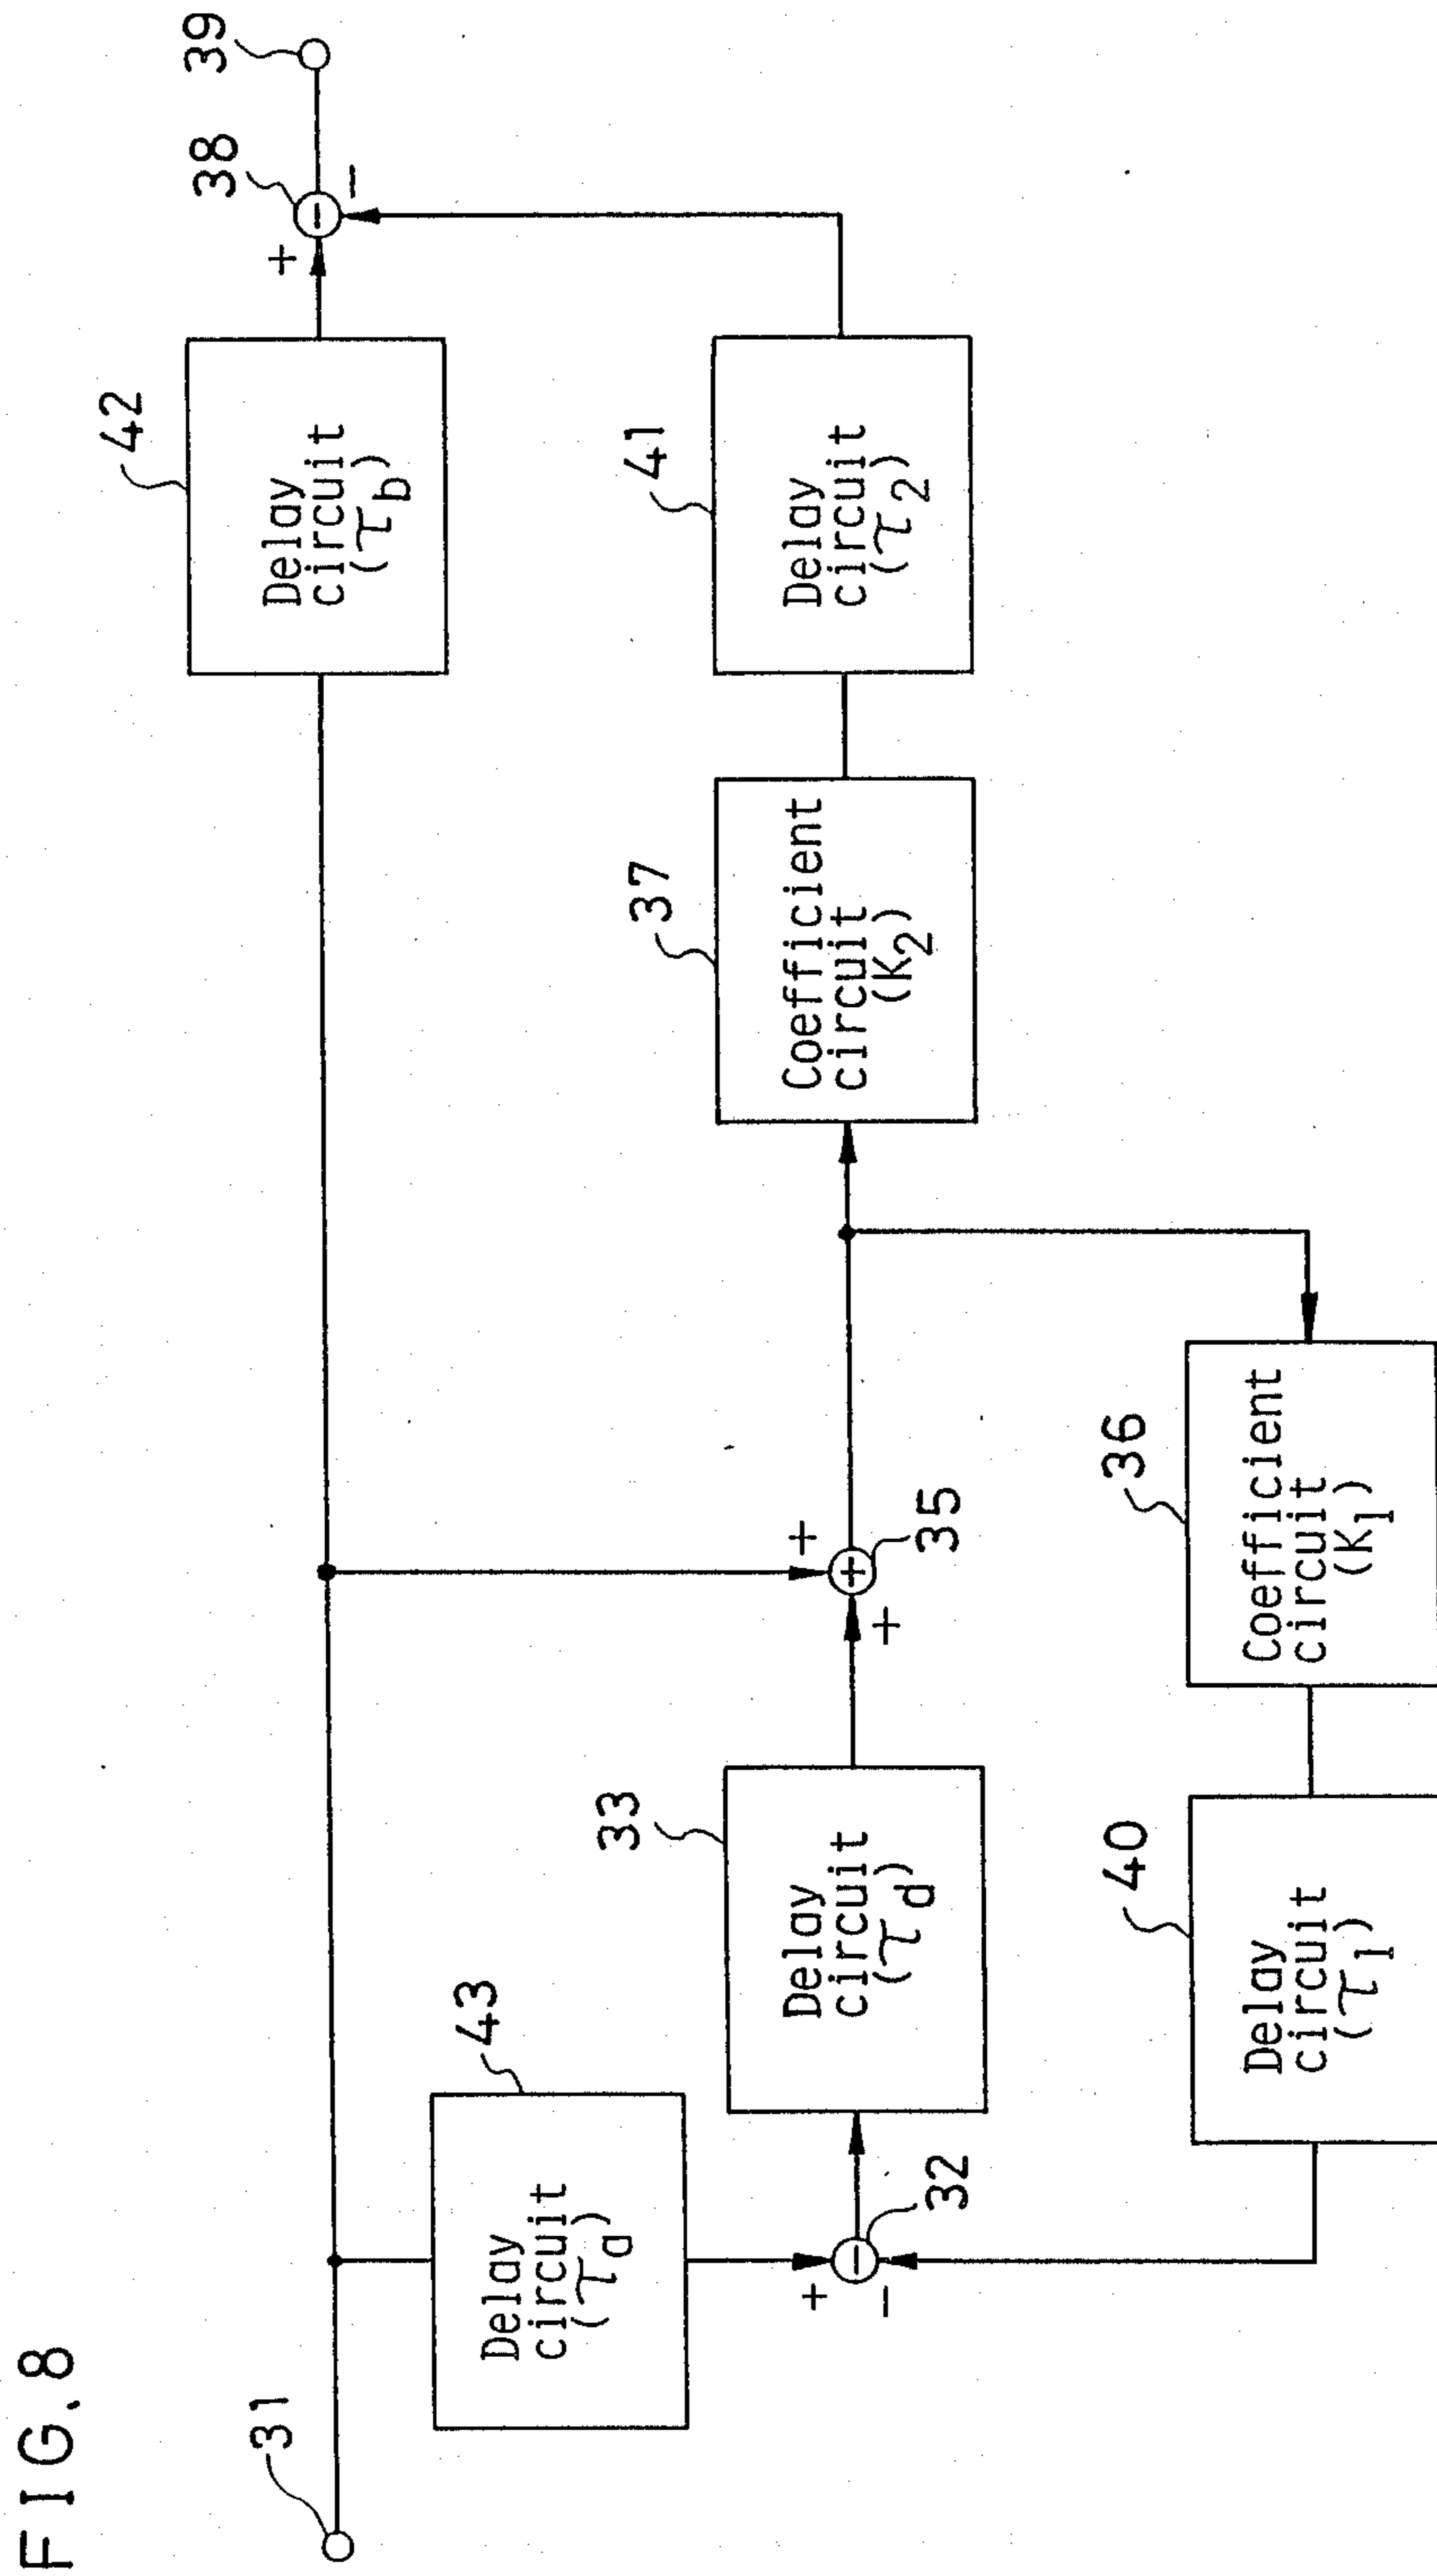 FIG.8
31
43
Delay
circuit
(τa)
+
-
-
32
33
Delay
circuit
(τd)
+
+
+
35
40
Delay
circuit
(τ1)
36
Coefficient
circuit
(K1)
37
Coefficient
circuit
(K2)
41
Delay
circuit
(τ2)
42
Delay
circuit
(τb)
+
-
-
38
39